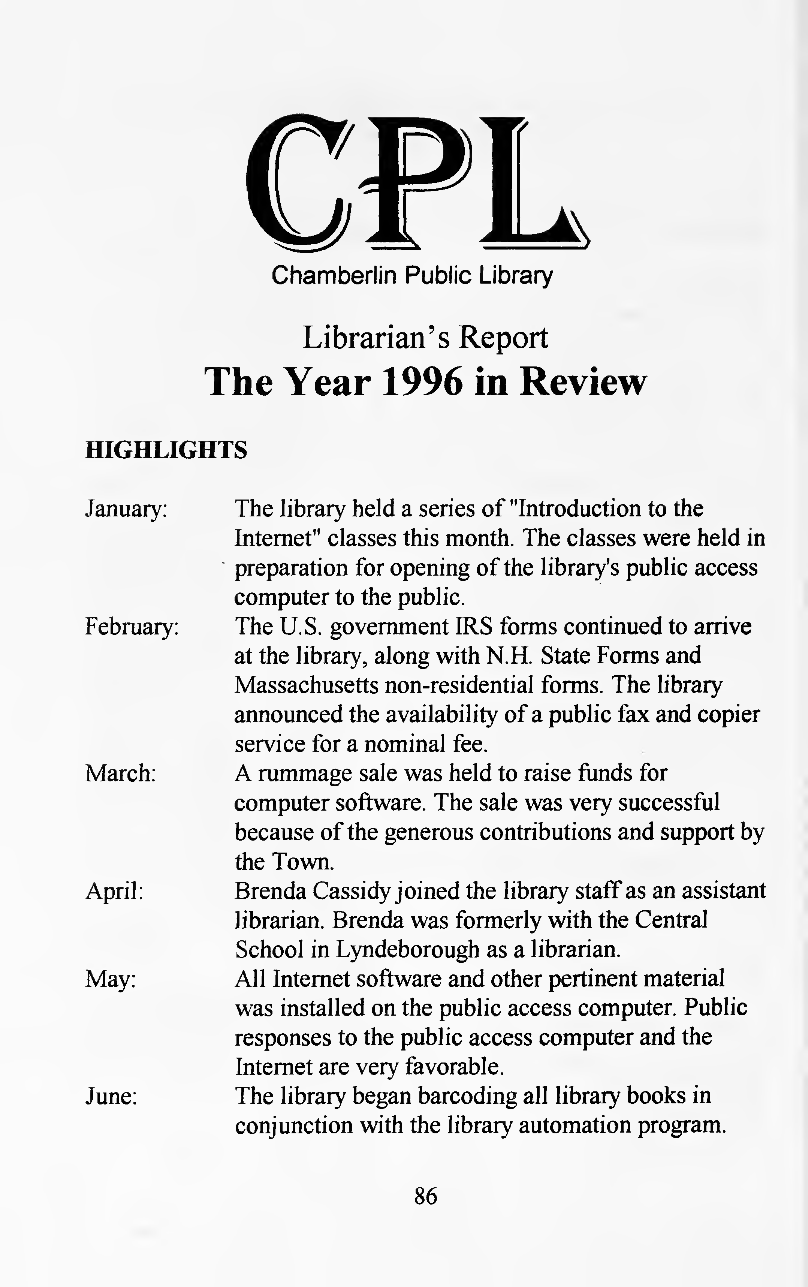 CPL
Chamberlin Public Library
Librarian's Report
The Year 1996 in Review
HIGHLIGHTS
January: The library held a series of "Introduction to the
Internet" classes this month. The classes were held in
preparation for opening of the library's public access
computer to the public.
February: The U.S. government IRS forms continued to arrive
at the library, along with N.H. State Forms and
Massachusetts non-residential forms. The library
announced the availability of a public fax and copier
service for a nominal fee.
March: A rummage sale was held to raise funds for
computer software. The sale was very successful
because of the generous contributions and support by
the Town.
April: Brenda Cassidy joined the library staff as an assistant
librarian. Brenda was formerly with the Central
School in Lyndeborough as a librarian.
May: All Internet software and other pertinent material
was installed on the public access computer. Public
responses to the public access computer and the
Internet are very favorable.
June: The library began barcoding all library books in
conjunction with the library automation program.
86